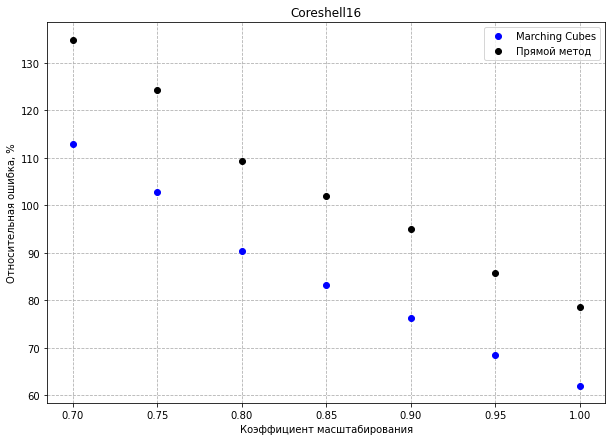 Coreshell16
Marching Cubes
Прямой метод
Относительная ошибка, %
130
120
110
100
90
80
70
60
0.70 0.75 0.80 0.85 0.90 0.95 1.00
Коэффициент масштабирования